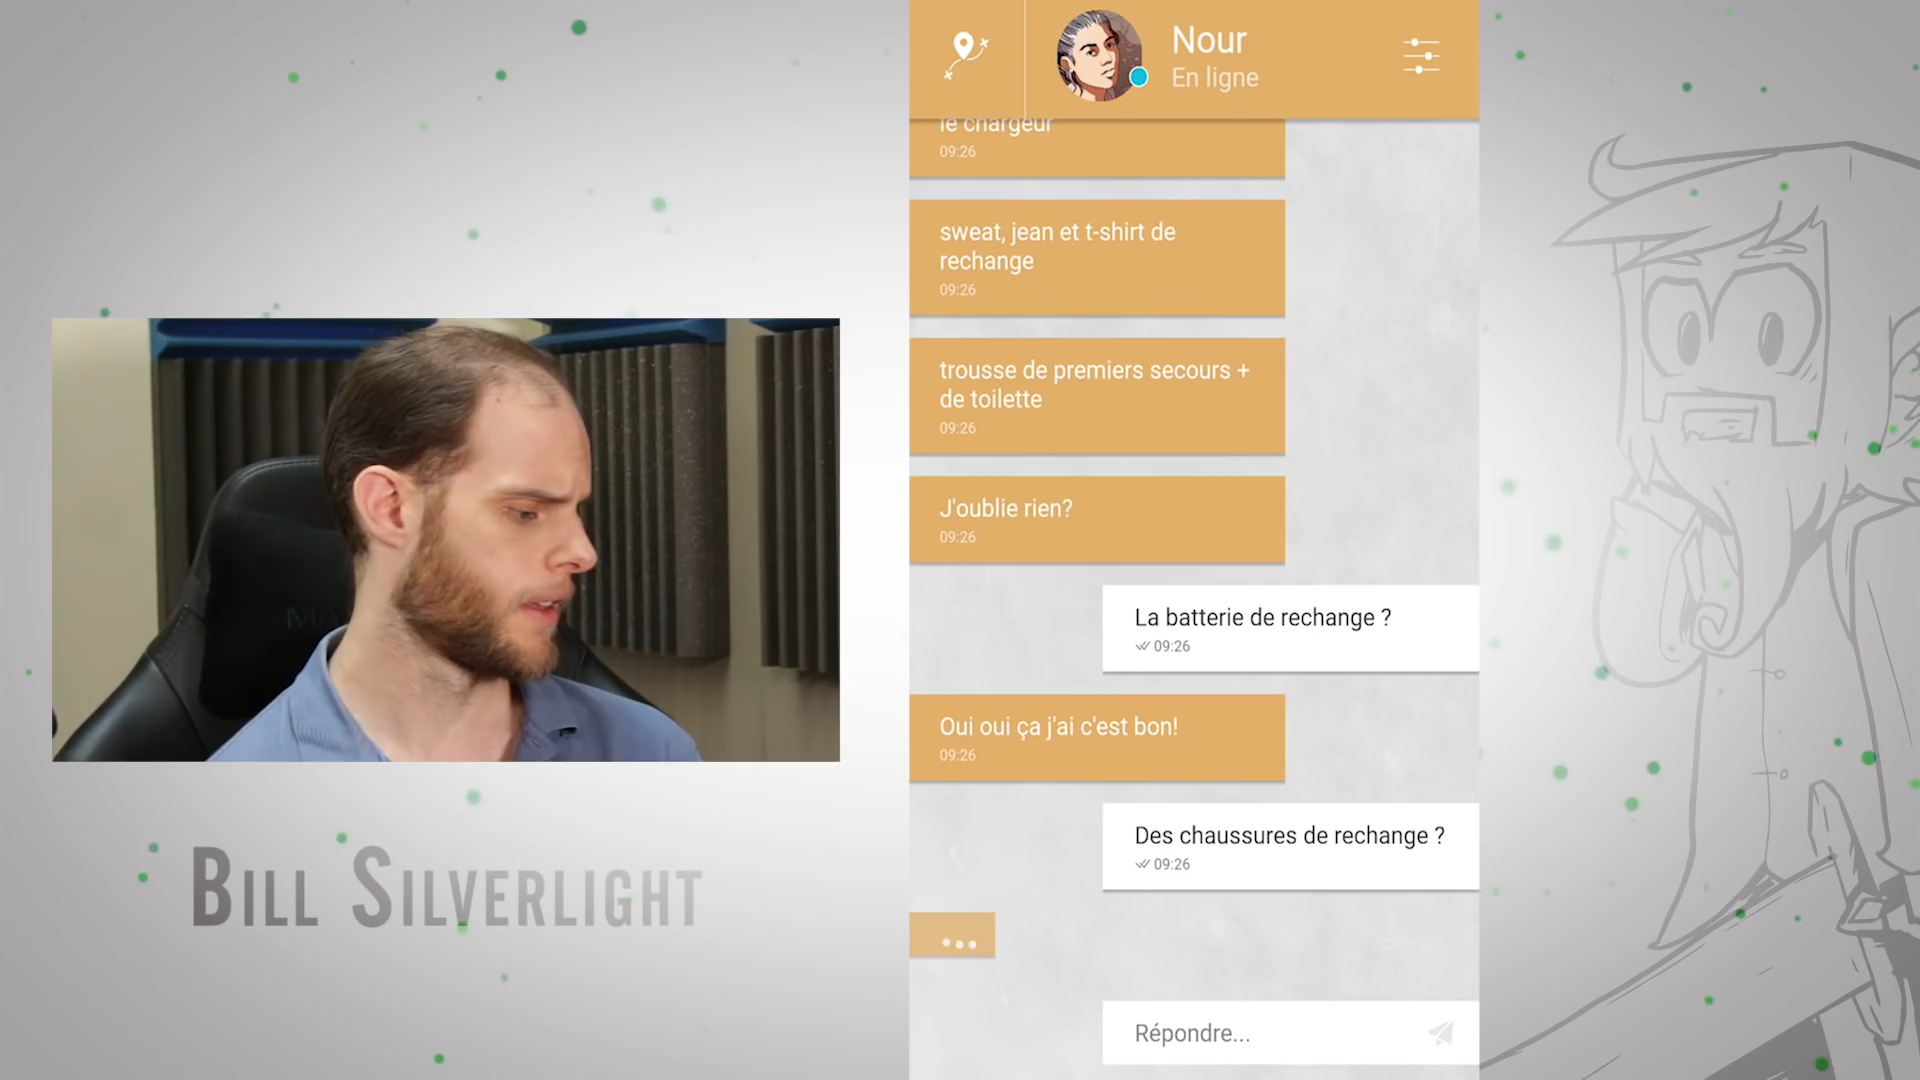 Nour
En ligne
le chargeur
09:26
sweat, jean et t-shirt de
rechange
09:26
trousse de premiers secours +
de toilette
09:26
J'oublie rien?
09:26
La batterie de rechange ?
09:26
Oui oui ça j'ai c'est bon!
09:26
Des chaussures de rechange ?
09:26
...
Répondre...
BILL SILVERLIGHT